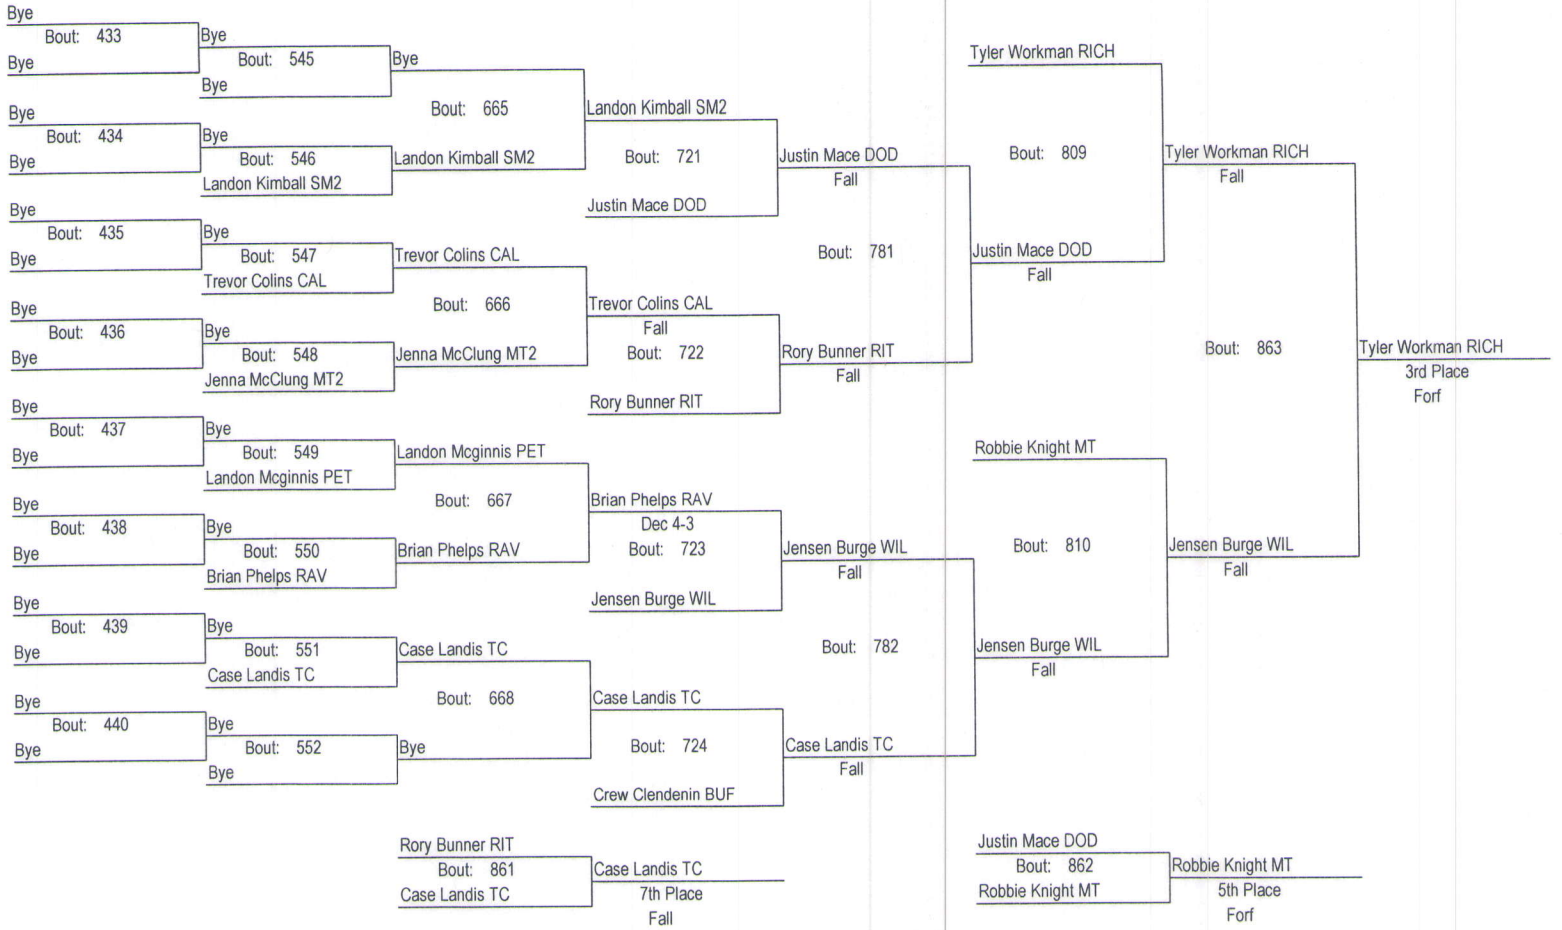 Bye
Bout: 433
Bye
Bye
Bout: 545
Bye
Bye
Bye
Bout: 434
Bye
Bye
Bout: 546
Landon Kimball SM2
Landon Kimball SM2
Bout: 665
Landon Kimball SM2
Bout: 721
Justin Mace DOD
Justin Mace DOD
Fall
Bye
Bout: 435
Bye
Bye
Bout: 547
Trevor Colins CAL
Trevor Colins CAL
Bout: 666
Bye
Bout: 436
Bye
Bye
Bout: 548
Jenna McClung MT2
Jenna McClung MT2
Trevor Colins CAL
Fall
Bout: 722
Rory Bunner RIT
Rory Bunner RIT
Fall
Bout: 781
Justin Mace DOD
Fall
Tyler Workman RICH
Bout: 809
Tyler Workman RICH
Fall
Bye
Bout: 437
Bye
Bye
Bout: 549
Landon Mcginnis PET
Landon Mcginnis PET
Bout: 667
Bye
Bout: 438
Bye
Bye
Bout: 550
Brian Phelps RAV
Brian Phelps RAV
Brian Phelps RAV
Dec 4-3
Bout: 723
Jensen Burge WIL
Jensen Burge WIL
Fall
Bye
Bout: 439
Bye
Bye
Bout: 551
Case Landis TC
Case Landis TC
Bout: 668
Bye
Bout: 440
Bye
Bye
Bout: 552
Bye
Bye
Case Landis TC
Bout: 724
Crew Clendenin BUF
Case Landis TC
Fall
Bout: 782
Jensen Burge WIL
Fall
Robbie Knight MT
Bout: 810
Jensen Burge WIL
Fall
Bout: 863
Tyler Workman RICH
3rd Place
Forf
Rory Bunner RIT
Bout: 861
Case Landis TC
Case Landis TC
7th Place
Fall
Justin Mace DOD
Bout: 862
Robbie Knight MT
Robbie Knight MT
5th Place
Forf